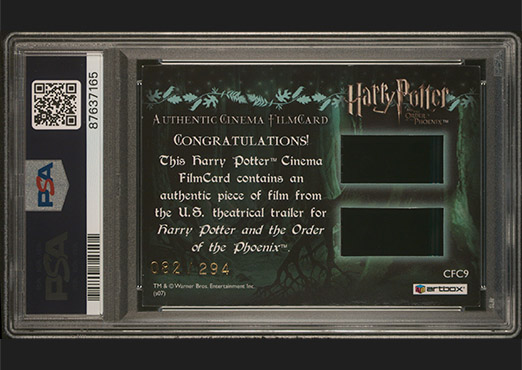 87637165
PSA
PSA
Harry Potter
AND THE
ORDER OF THE
PHOENIX™
AUTHENTIC CINEMA FILMCARD
CONGRATULATIONS!
This Harry Potter™ Cinema
FilmCard contains an
authentic piece of film from
the U.S. theatrical trailer for
Harry Potter and the Order
of the Phoenix™.
082/294
TM & © Warner Bros. Entertainment Inc.
(s07)
CFC9
artbox